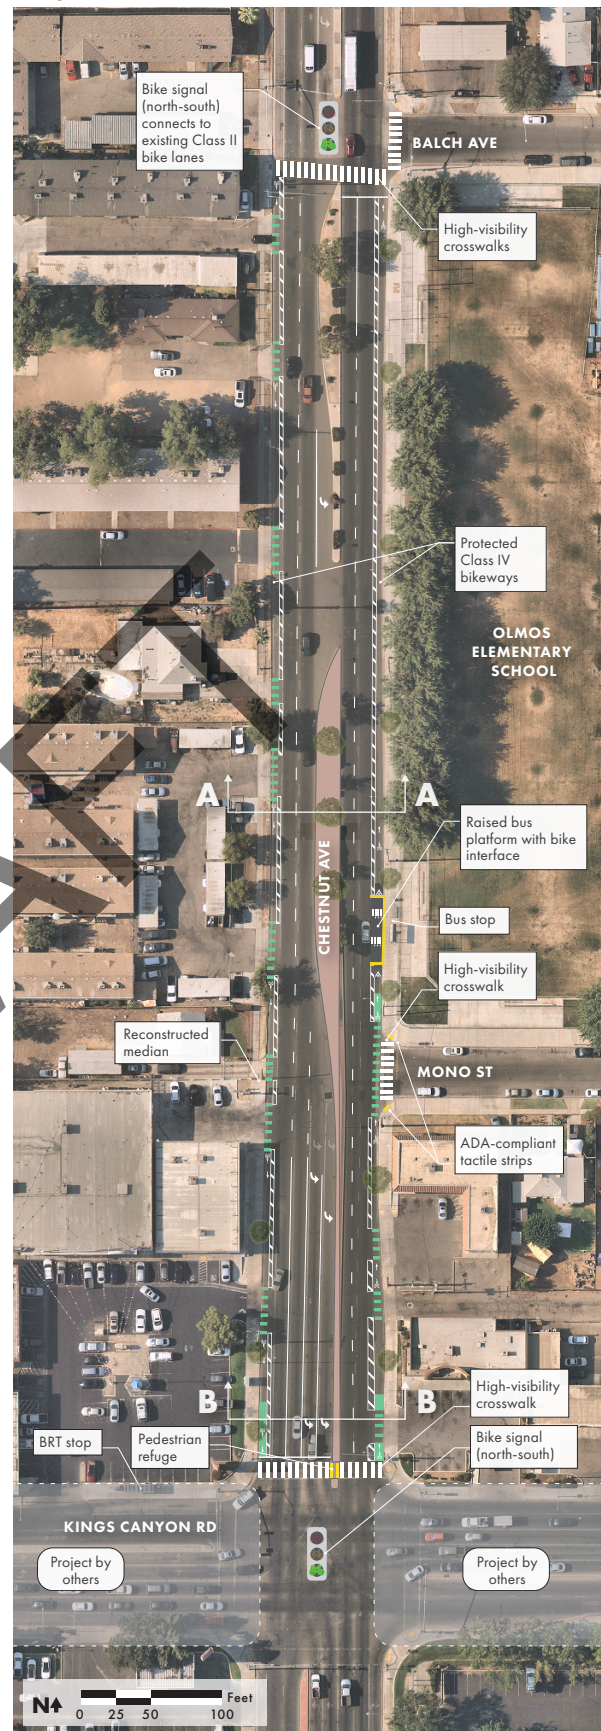 Bike signal
(north-south)
connects to
existing Class II
bike lanes
BALCH AVE
High-visibility
crosswalks
Protected
Class IV
bikeways
OLMOS
ELEMENTARY
SCHOOL
A
A
Raised bus
platform with bike
interface
CHESTNUT AVE
Bus stop
High-visibility
crosswalk
Reconstructed
median
MONO ST
ADA-compliant
tactile strips
B
B
High-visibility
crosswalk
Pedestrian
refuge
BRT stop
Bike signal
(north-south)
KINGS CANYON RD
Project by
others
Project by
others
N
Feet
0 25 50 100